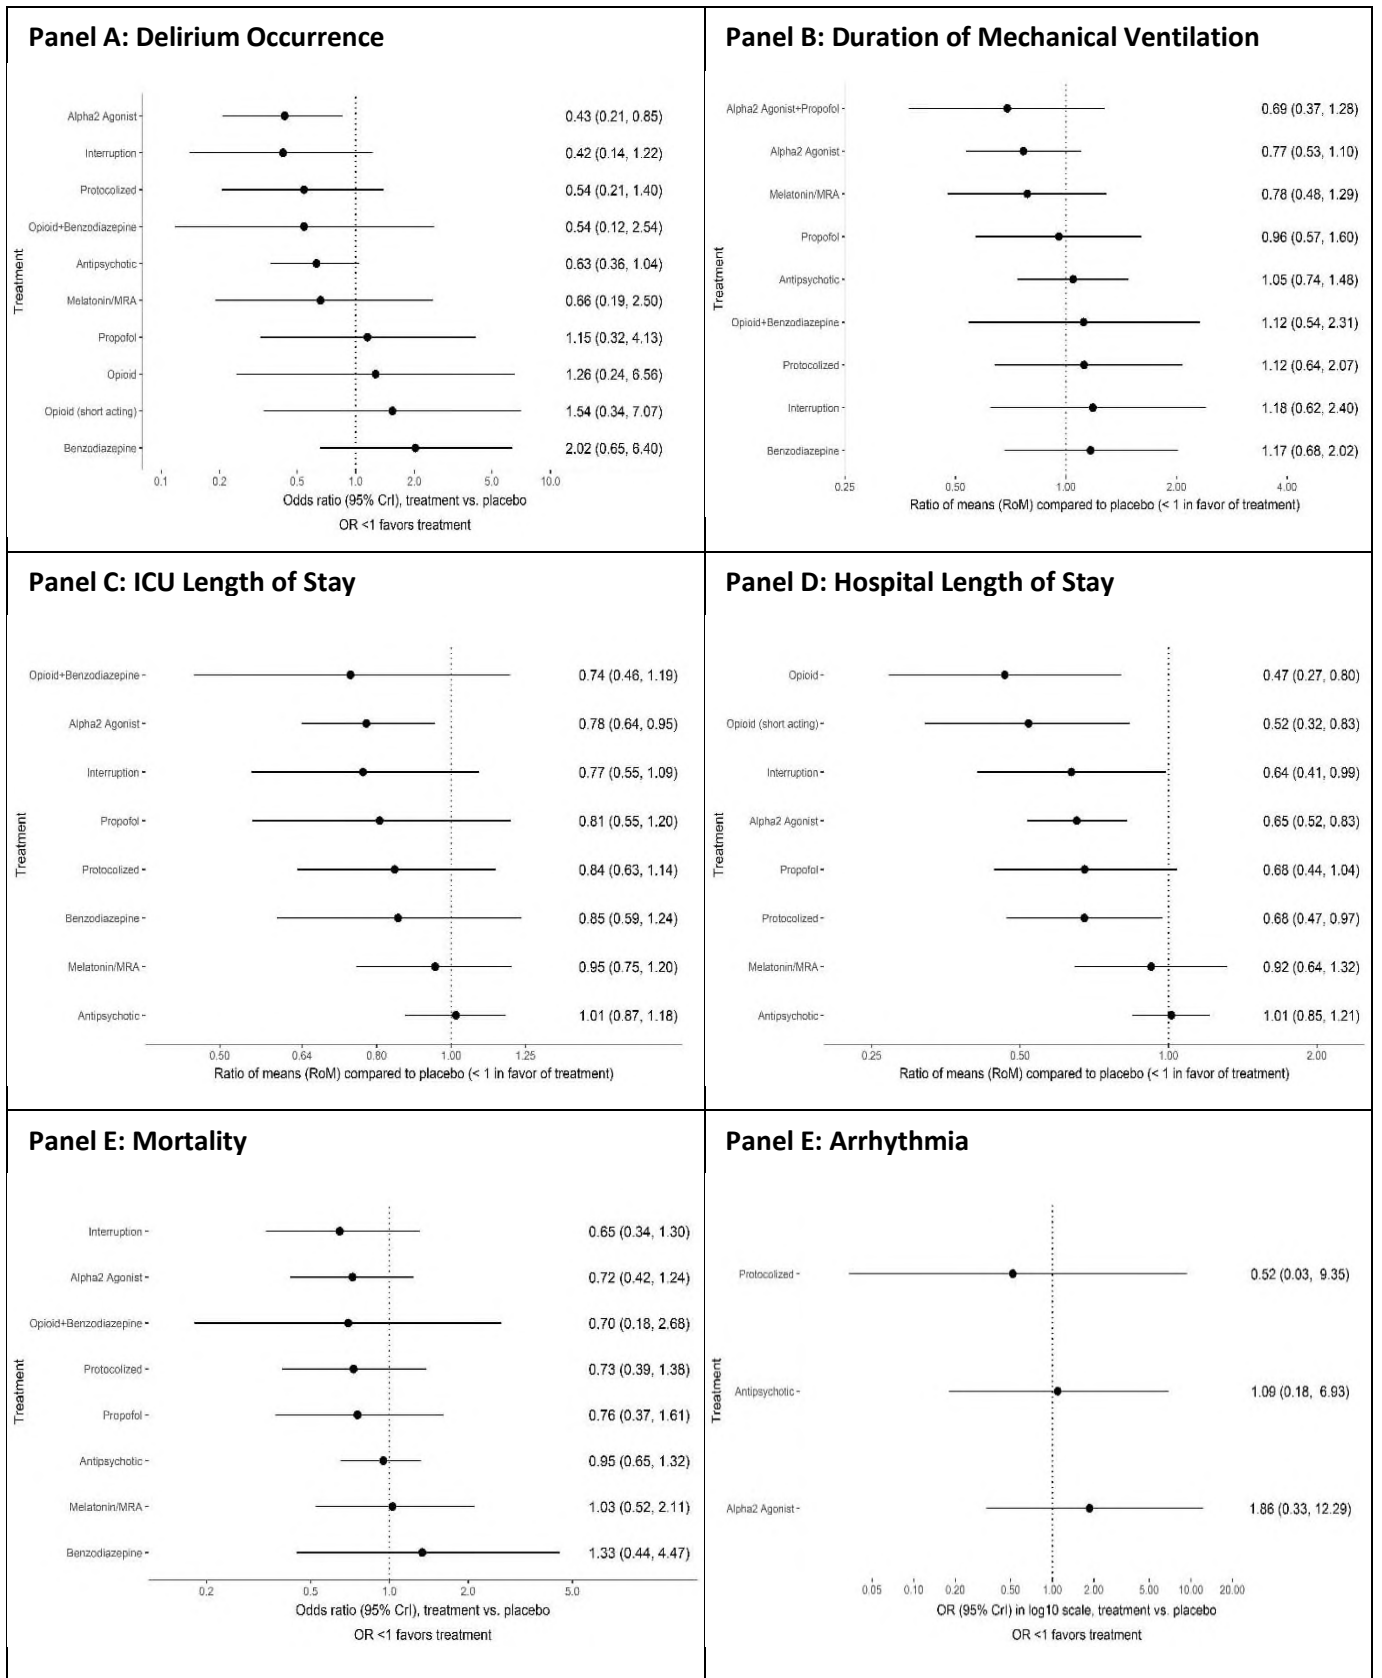 Panel A: Delirium Occurrence
Treatment
Alpha2 Agonist 0.43 (0.21, 0.85)
Interruption 0.42 (0.14, 1.22)
Protocolized 0.54 (0.21, 1.40)
Opioid+Benzodiazepine 0.54 (0.12, 2.54)
Antipsychotic 0.63 (0.36, 1.04)
Melatonin/MRA 0.66 (0.19, 2.50)
Propofol 1.15 (0.32, 4.13)
Opioid 1.26 (0.24, 6.56)
Opioid (short acting) 1.54 (0.34, 7.07)
Benzodiazepine 2.02 (0.65, 6.40)
0.1 0.2 0.5 1.0 2.0 5.0 10.0
Odds ratio (95% CrI), treatment vs. placebo
OR <1 favors treatment
Panel B: Duration of Mechanical Ventilation
Treatment
Alpha2 Agonist+Propofol 0.69 (0.37, 1.28)
Alpha2 Agonist 0.77 (0.53, 1.10)
Melatonin/MRA 0.78 (0.48, 1.29)
Propofol 0.96 (0.57, 1.60)
Antipsychotic 1.05 (0.74, 1.48)
Opioid+Benzodiazepine 1.12 (0.54, 2.31)
Protocolized 1.12 (0.64, 2.07)
Interruption 1.18 (0.62, 2.40)
Benzodiazepine 1.17 (0.68, 2.02)
0.25 0.50 1.00 2.00 4.00
Ratio of means (RoM) compared to placebo (< 1 in favor of treatment)
Panel C: ICU Length of Stay
Treatment
Opioid+Benzodiazepine 0.74 (0.46, 1.19)
Alpha2 Agonist 0.78 (0.64, 0.95)
Interruption 0.77 (0.55, 1.09)
Propofol 0.81 (0.55, 1.20)
Protocolized 0.84 (0.63, 1.14)
Benzodiazepine 0.85 (0.59, 1.24)
Melatonin/MRA 0.95 (0.75, 1.20)
Antipsychotic 1.01 (0.87, 1.18)
0.50 0.64 0.80 1.00 1.25
Ratio of means (RoM) compared to placebo (< 1 in favor of treatment)
Panel D: Hospital Length of Stay
Treatment
Opioid 0.47 (0.27, 0.80)
Opioid (short acting) 0.52 (0.32, 0.83)
Interruption 0.64 (0.41, 0.99)
Alpha2 Agonist 0.65 (0.52, 0.83)
Propofol 0.68 (0.44, 1.04)
Protocolized 0.68 (0.47, 0.97)
Melatonin/MRA 0.92 (0.64, 1.32)
Antipsychotic 1.01 (0.85, 1.21)
0.25 0.50 1.00 2.00
Ratio of means (RoM) compared to placebo (< 1 in favor of treatment)
Panel E: Mortality
Treatment
Interruption 0.65 (0.34, 1.30)
Alpha2 Agonist 0.72 (0.42, 1.24)
Opioid+Benzodiazepine 0.70 (0.18, 2.68)
Protocolized 0.73 (0.39, 1.38)
Propofol 0.76 (0.37, 1.61)
Antipsychotic 0.95 (0.65, 1.32)
Melatonin/MRA 1.03 (0.52, 2.11)
Benzodiazepine 1.33 (0.44, 4.47)
0.2 0.5 1.0 2.0 5.0
Odds ratio (95% CrI), treatment vs. placebo
OR <1 favors treatment
Panel E: Arrhythmia
Treatment
Protocolized 0.52 (0.03, 9.35)
Antipsychotic 1.09 (0.18, 6.93)
Alpha2 Agonist 1.86 (0.33, 12.29)
0.05 0.10 0.20 0.50 1.00 2.00 5.00 10.00 20.00
OR (95% CrI) in log10 scale, treatment vs. placebo
OR <1 favors treatment